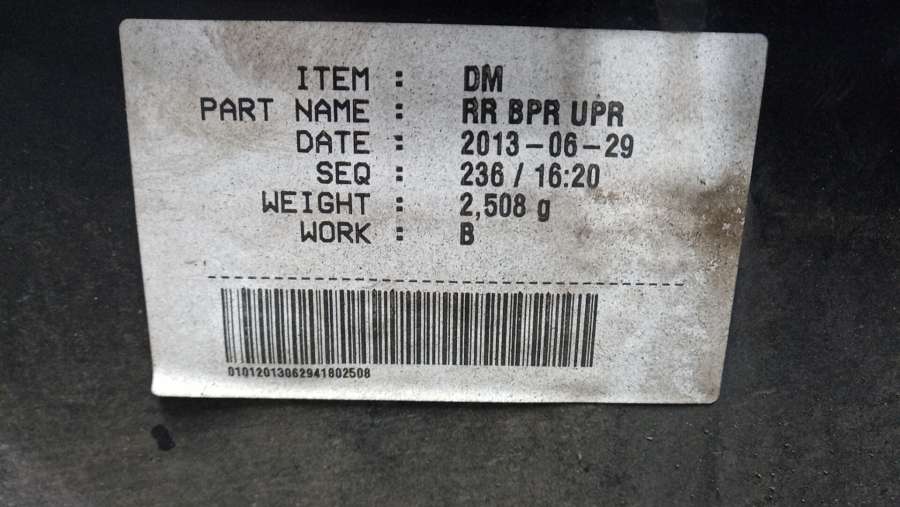 ITEM : DM
PART NAME : RR BPR UPR
DATE : 2013-06-29
SEQ : 236 / 16:20
WEIGHT : 2,508 g
WORK : B
01012013062941802508